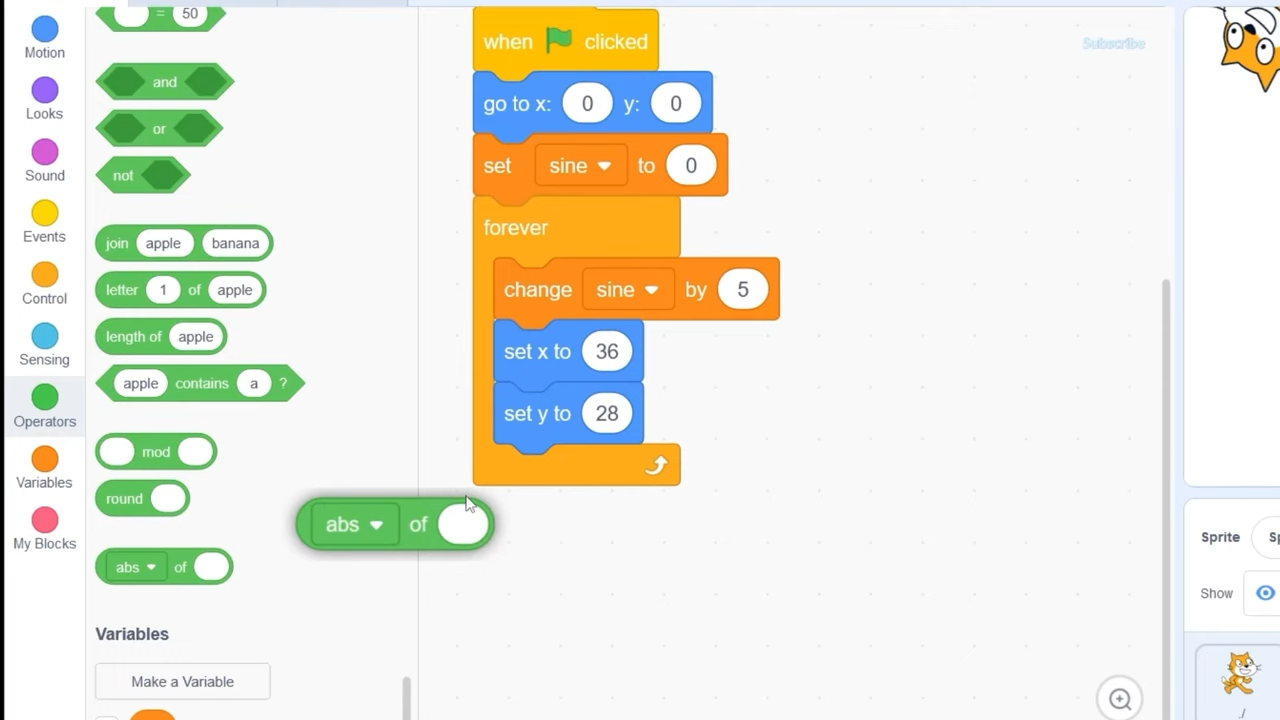 Motion
Looks
Sound
Events
Control
Sensing
Operators
Variables
My Blocks
= 50
and
or
not
join apple banana
letter 1 of apple
length of apple
apple contains a ?
mod
round
abs of
Variables
Make a Variable
when clicked
go to x: 0 y: 0
set sine to 0
forever
change sine by 5
set x to 36
set y to 28
abs of
Subscribe
Sprite
Show